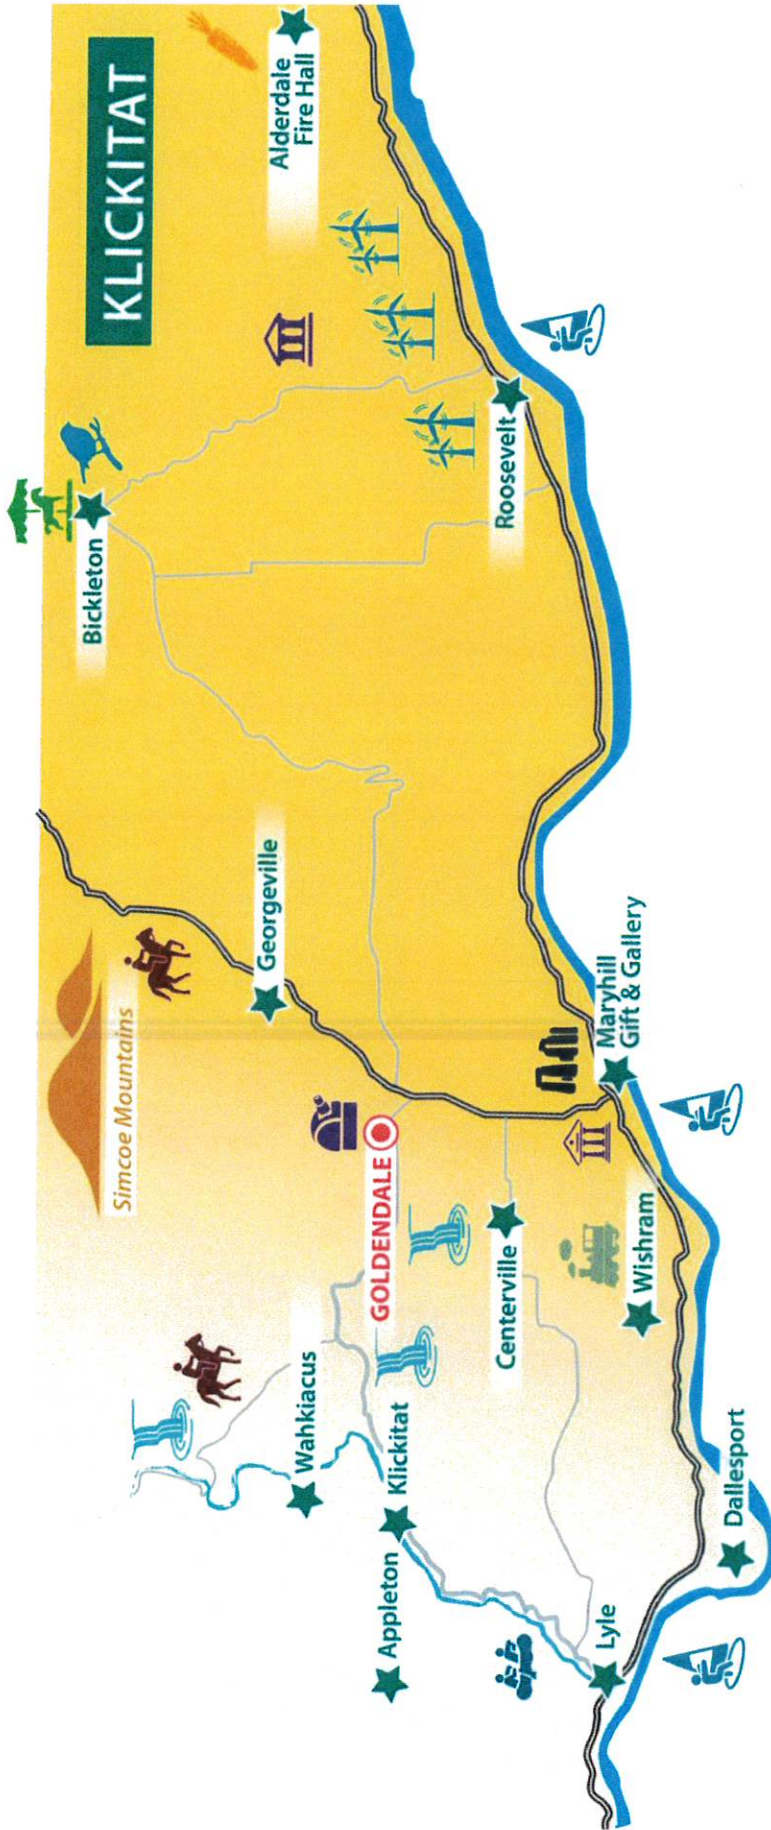 KLICKITAT
Alderdale
Fire Hall
Bickleton
Roosevelt
Georgeville
Simcoe Mountains
Maryhill
Gift & Gallery
GOLDENDALE
Centerville
Wishram
Wahkiacus
Klickitat
Appleton
Dallesport
Lyle